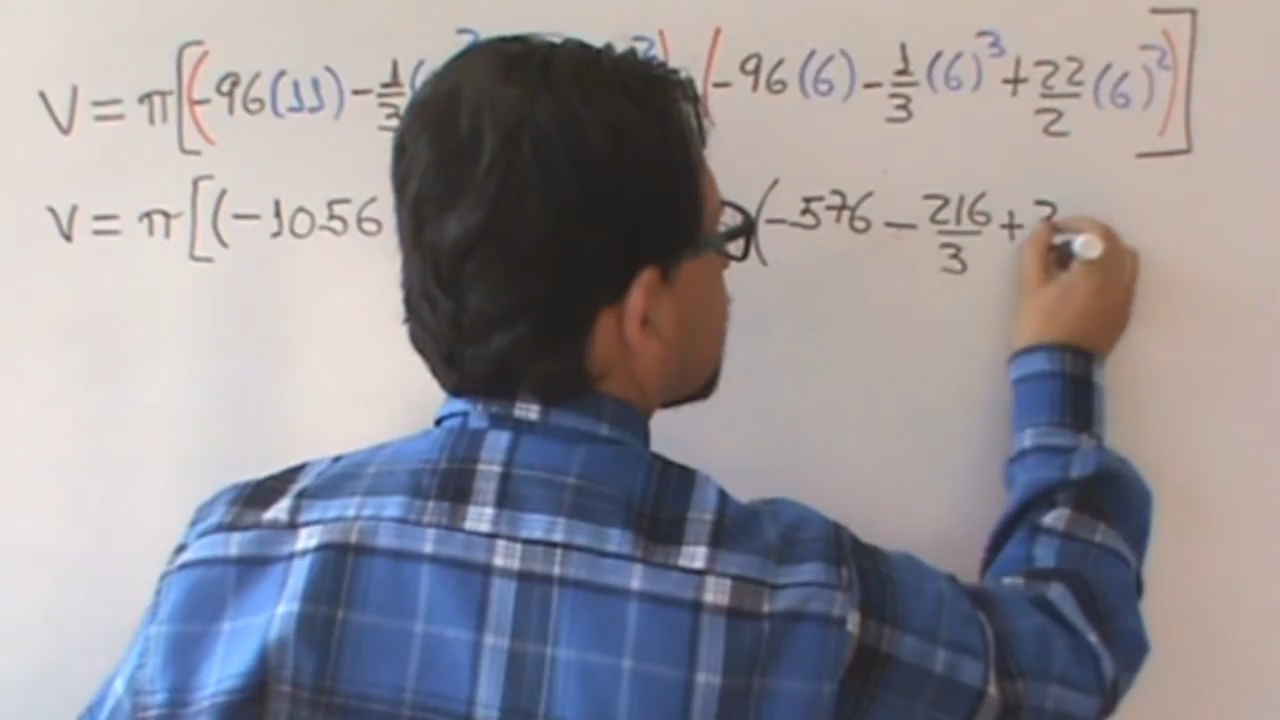 V = π[(-96(11) - 1/3( 2) (-96(6) - 1/3(6)³ + 22/2(6)²)]
V = π[(-1056 (-576 - 216/3 +